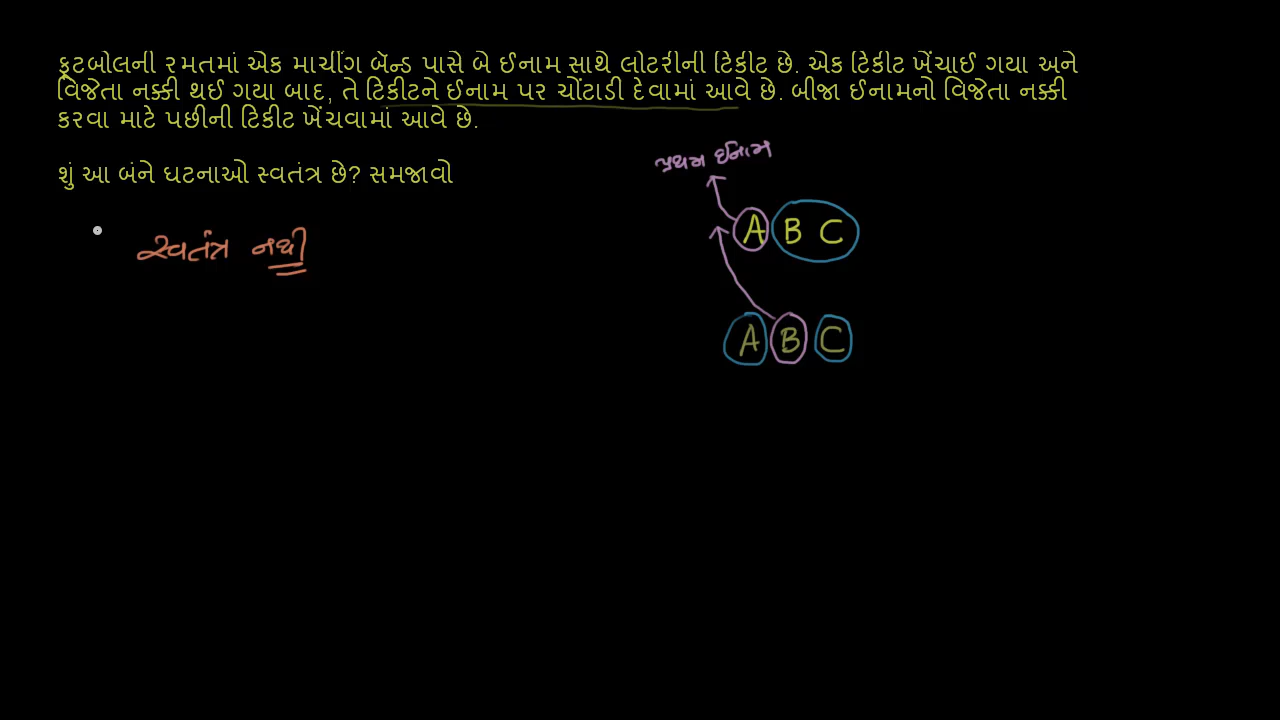 ફૂટબોલની રમતમાં એક માર્ચીંગ બૅન્ડ પાસે બે ઈનામ સાથે લોટરીની ટિકીટ છે. એક ટિકીટ ખેંચાઈ ગયા અને
વિજેતા નક્કી થઈ ગયા બાદ, તે ટિકીટને ઈનામ પર ચોંટાડી દેવામાં આવે છે. બીજા ઈનામનો વિજેતા નક્કી
કરવા માટે પછીની ટિકીટ ખેંચવામાં આવે છે.
પ્રથમ ઈનામ
શું આ બંને ઘટનાઓ સ્વતંત્ર છે? સમજાવો
A B C
સ્વતંત્ર નથી
A B C